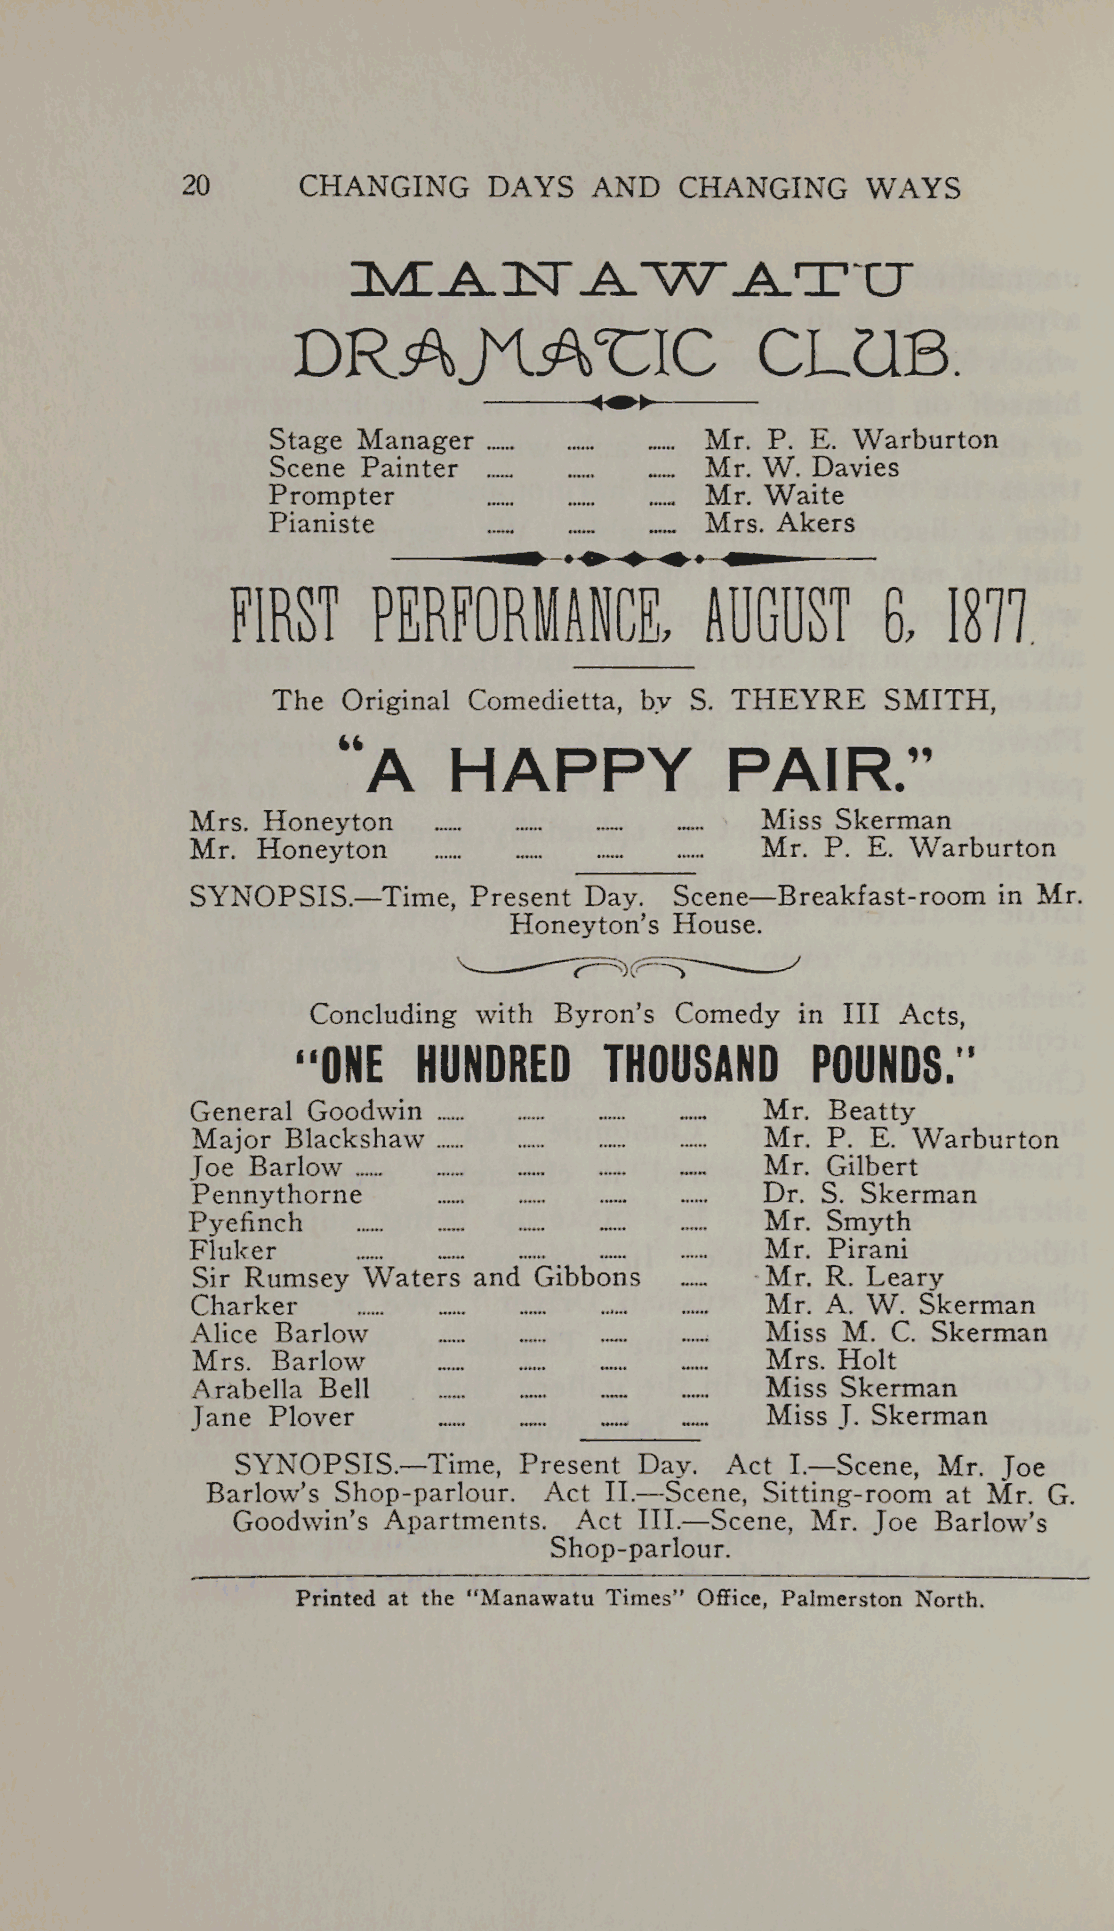 20 CHANGING DAYS AND CHANGING WAYS
MANAWATU
DRAMATIC CLUB.
Stage Manager ...... ...... ...... Mr. P. E. Warburton
Scene Painter ...... ...... ...... Mr. W. Davies
Prompter ...... ...... ...... Mr. Waite
Pianiste ...... ...... ...... Mrs. Akers
FIRST PERFORMANCE, AUGUST 6, 1877.
The Original Comedietta, by S. THEYRE SMITH,
“A HAPPY PAIR.”
Mrs. Honeyton ...... ...... ...... ...... Miss Skerman
Mr. Honeyton ...... ...... ...... ...... Mr. P. E. Warburton
SYNOPSIS.—Time, Present Day. Scene—Breakfast-room in Mr.
Honeyton's House.
Concluding with Byron's Comedy in III Acts,
"ONE HUNDRED THOUSAND POUNDS."
General Goodwin ...... ...... ...... ...... Mr. Beatty
Major Blackshaw ...... ...... ...... ...... Mr. P. E. Warburton
Joe Barlow ...... ...... ...... ...... ...... Mr. Gilbert
Pennythorne ...... ...... ...... ...... Dr. S. Skerman
Pyefinch ...... ...... ...... ...... ...... Mr. Smyth
Fluker ...... ...... ...... ...... ...... Mr. Pirani
Sir Rumsey Waters and Gibbons ...... Mr. R. Leary
Charker ...... ...... ...... ...... ...... Mr. A. W. Skerman
Alice Barlow ...... ...... ...... ...... Miss M. C. Skerman
Mrs. Barlow ...... ...... ...... ...... Mrs. Holt
Arabella Bell ...... ...... ...... ...... Miss Skerman
Jane Plover ...... ...... ...... ...... Miss J. Skerman
SYNOPSIS.—Time, Present Day. Act I.—Scene, Mr. Joe
Barlow's Shop-parlour. Act II.—Scene, Sitting-room at Mr. G.
Goodwin's Apartments. Act III.—Scene, Mr. Joe Barlow's
Shop-parlour.
Printed at the "Manawatu Times" Office, Palmerston North.